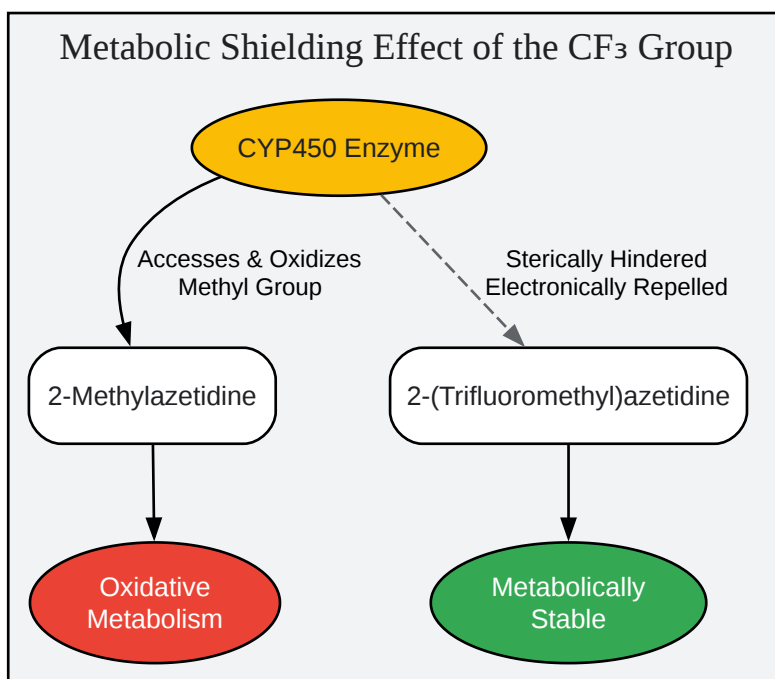 Metabolic Shielding Effect of the CF₃ Group
CYP450 Enzyme
Accesses & Oxidizes
Methyl Group
Sterically Hindered
Electronically Repelled
2-Methylazetidine
2-(Trifluoromethyl)azetidine
Oxidative
Metabolism
Metabolically
Stable